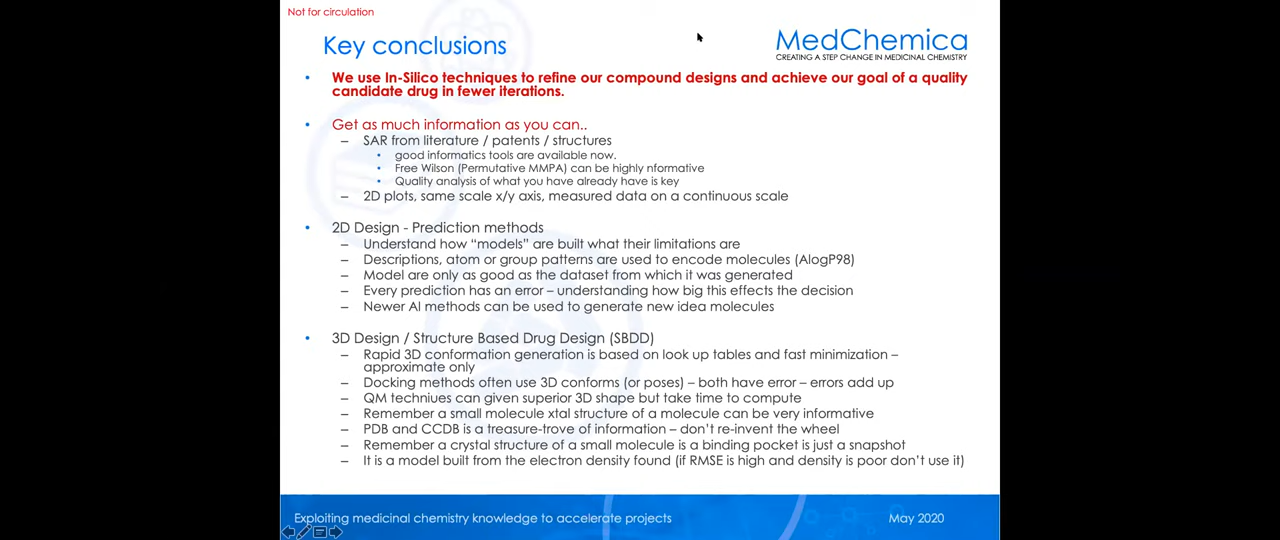 Not for circulation
Key conclusions
MedChemica
CREATING A STEP CHANGE IN MEDICINAL CHEMISTRY
• We use In-Silico techniques to refine our compound designs and achieve our goal of a quality
candidate drug in fewer iterations.
• Get as much information as you can..
– SAR from literature / patents / structures
• good informatics tools are available now.
• Free Wilson (Permutative MMPA) can be highly nformative
• Quality analysis of what you have already have is key
– 2D plots, same scale x/y axis, measured data on a continuous scale
• 2D Design - Prediction methods
– Understand how “models” are built what their limitations are
– Descriptions, atom or group patterns are used to encode molecules (AlogP98)
– Model are only as good as the dataset from which it was generated
– Every prediction has an error – understanding how big this effects the decision
– Newer AI methods can be used to generate new idea molecules
• 3D Design / Structure Based Drug Design (SBDD)
– Rapid 3D conformation generation is based on look up tables and fast minimization –
approximate only
– Docking methods often use 3D conforms (or poses) – both have error – errors add up
– QM techniues can given superior 3D shape but take time to compute
– Remember a small molecule xtal structure of a molecule can be very informative
– PDB and CCDB is a treasure-trove of information – don’t re-invent the wheel
– Remember a crystal structure of a small molecule is a binding pocket is just a snapshot
– It is a model built from the electron density found (if RMSE is high and density is poor don’t use it)
Exploiting medicinal chemistry knowledge to accelerate projects
May 2020